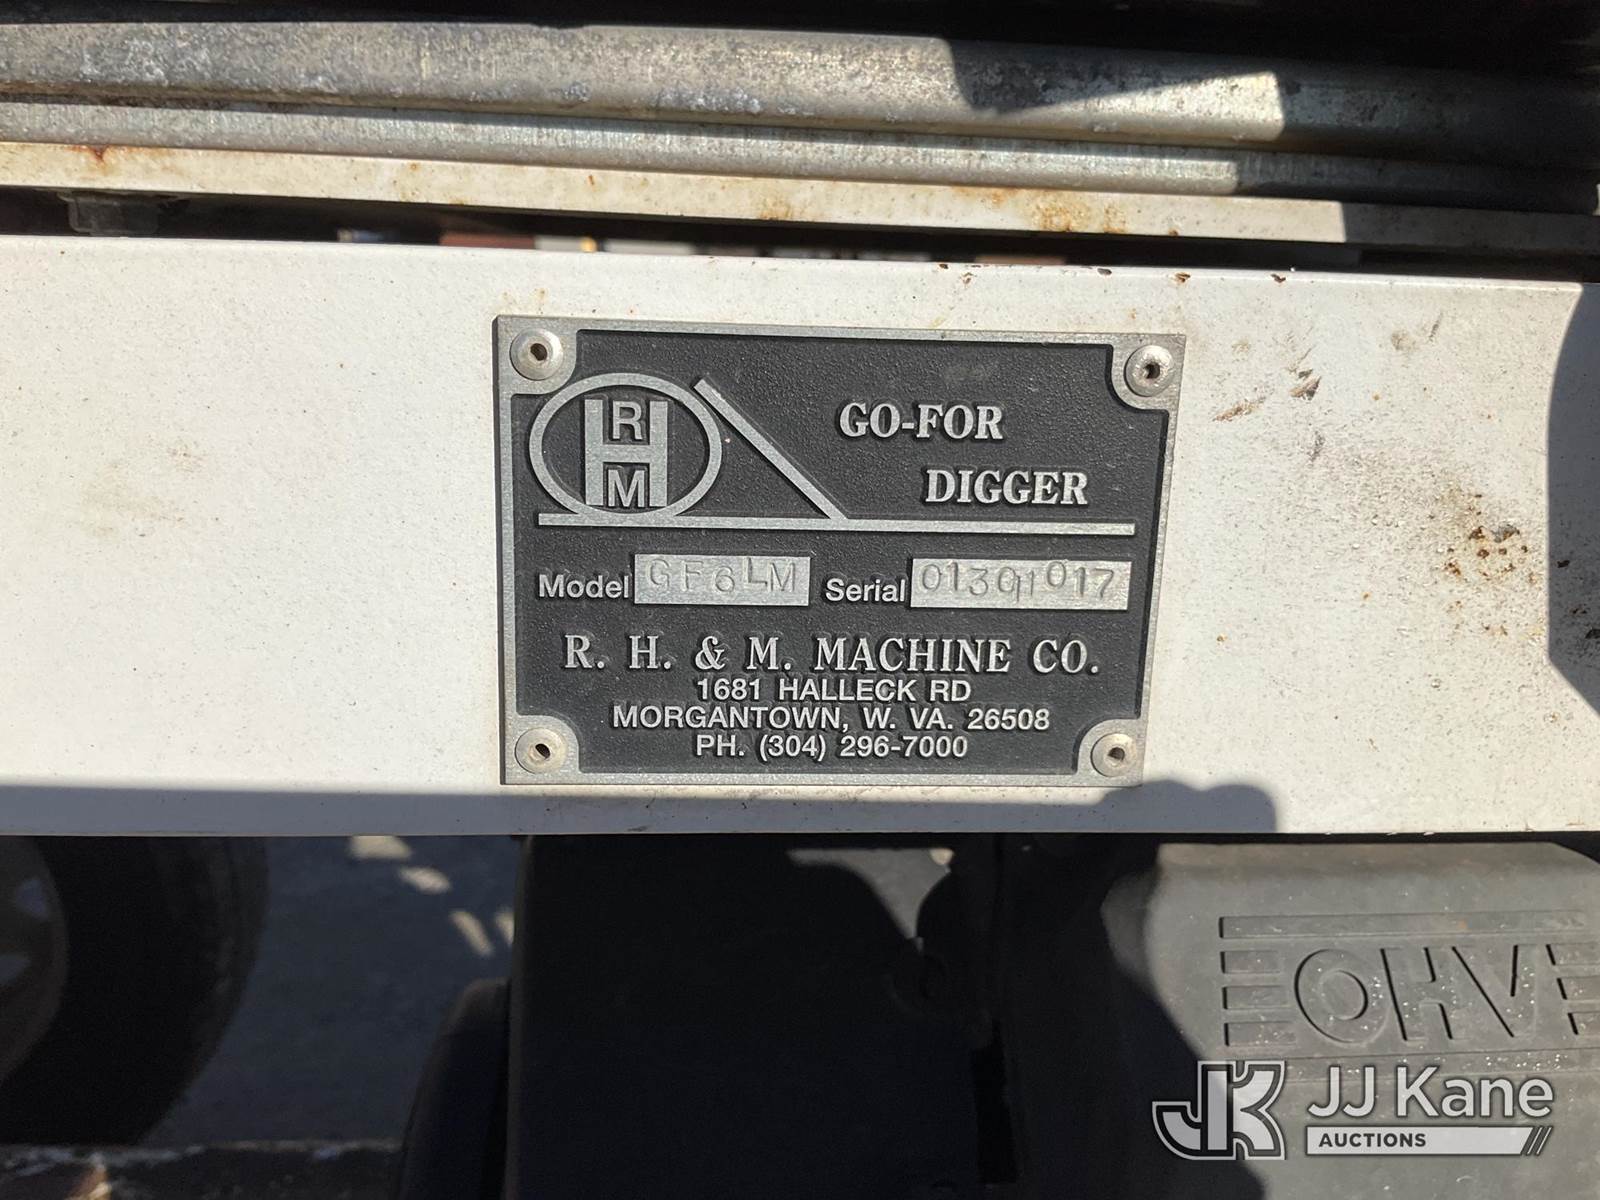 R
H
M
GO-FOR
DIGGER
Model GF6LM Serial 01301017
R. H. & M. MACHINE CO.
1681 HALLECK RD
MORGANTOWN, W. VA. 26508
PH. (304) 296-7000
OHV
JK JJ Kane
AUCTIONS